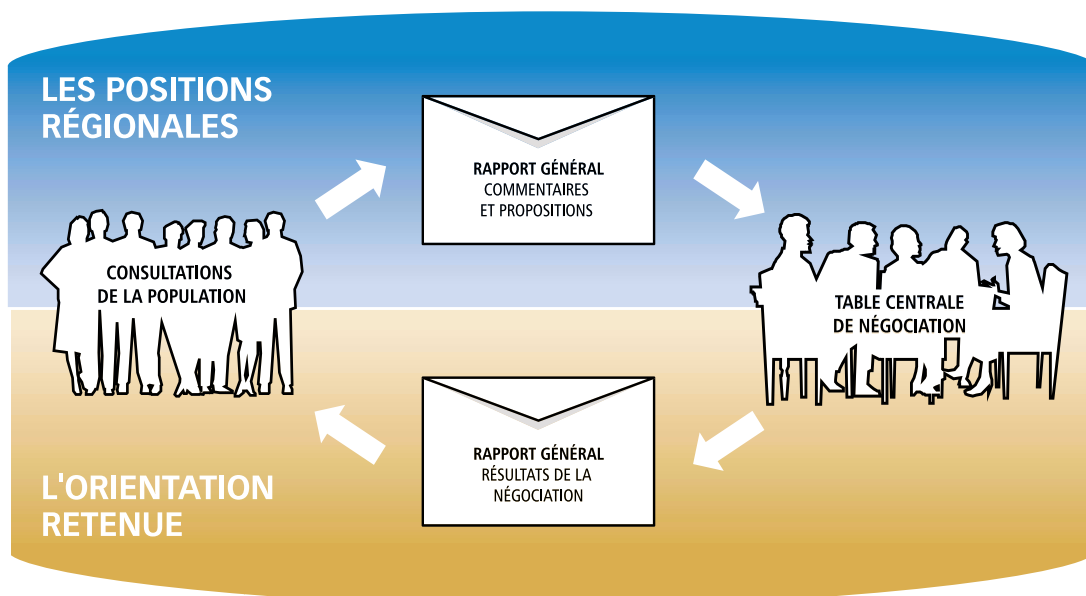 LES POSITIONS
RÉGIONALES
RAPPORT GÉNÉRAL
COMMENTAIRES
ET PROPOSITIONS
CONSULTATIONS
DE LA POPULATION
TABLE CENTRALE
DE NÉGOCIATION
RAPPORT GÉNÉRAL
RÉSULTATS DE LA
NÉGOCIATION
L'ORIENTATION
RETENUE